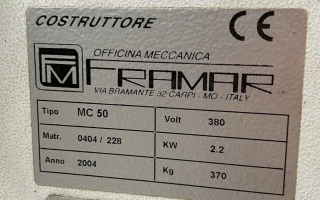 COSTRUTTORE CE
OFFICINA MECCANICA
FM FRAMAR
VIA BRAMANTE 32 CARPI - MO - ITALY
Tipo MC 50 Volt 380
Matr. 0404 / 228 KW 2.2
Anno 2004 Kg 370